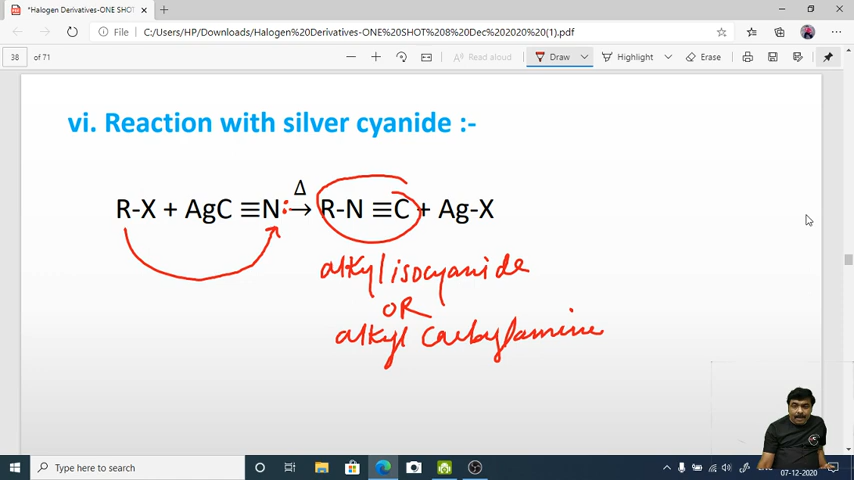 *Halogen Derivatives-ONE SHOT
File C:/Users/HP/Downloads/Halogen%20Derivatives-ONE%20SHOT%208%20Dec%202020%20(1).pdf
38 of 71 Read aloud Draw Highlight Erase
vi. Reaction with silver cyanide :-
Δ
R-X + AgC ≡N: → R-N ≡C + Ag-X
alkyl isocyanide
OR
alkyl Carbylamine
Type here to search
07-12-2020